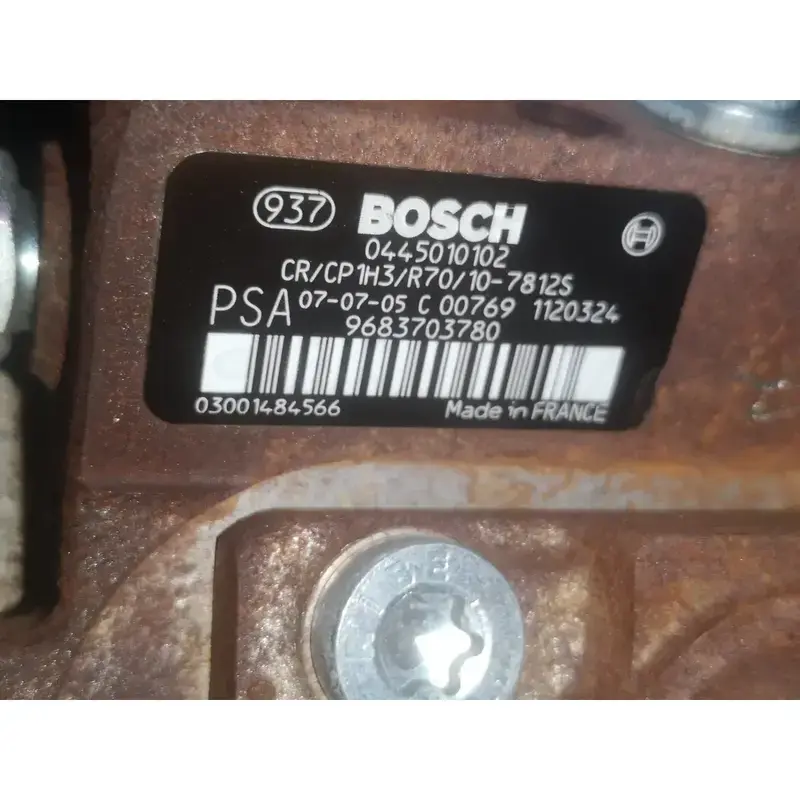 937 BOSCH
0445010102
CR/CP1H3/R70/10-7812S
PSA 07-07-05 C 00769 1120324
9683703780
03001484566 Made in FRANCE